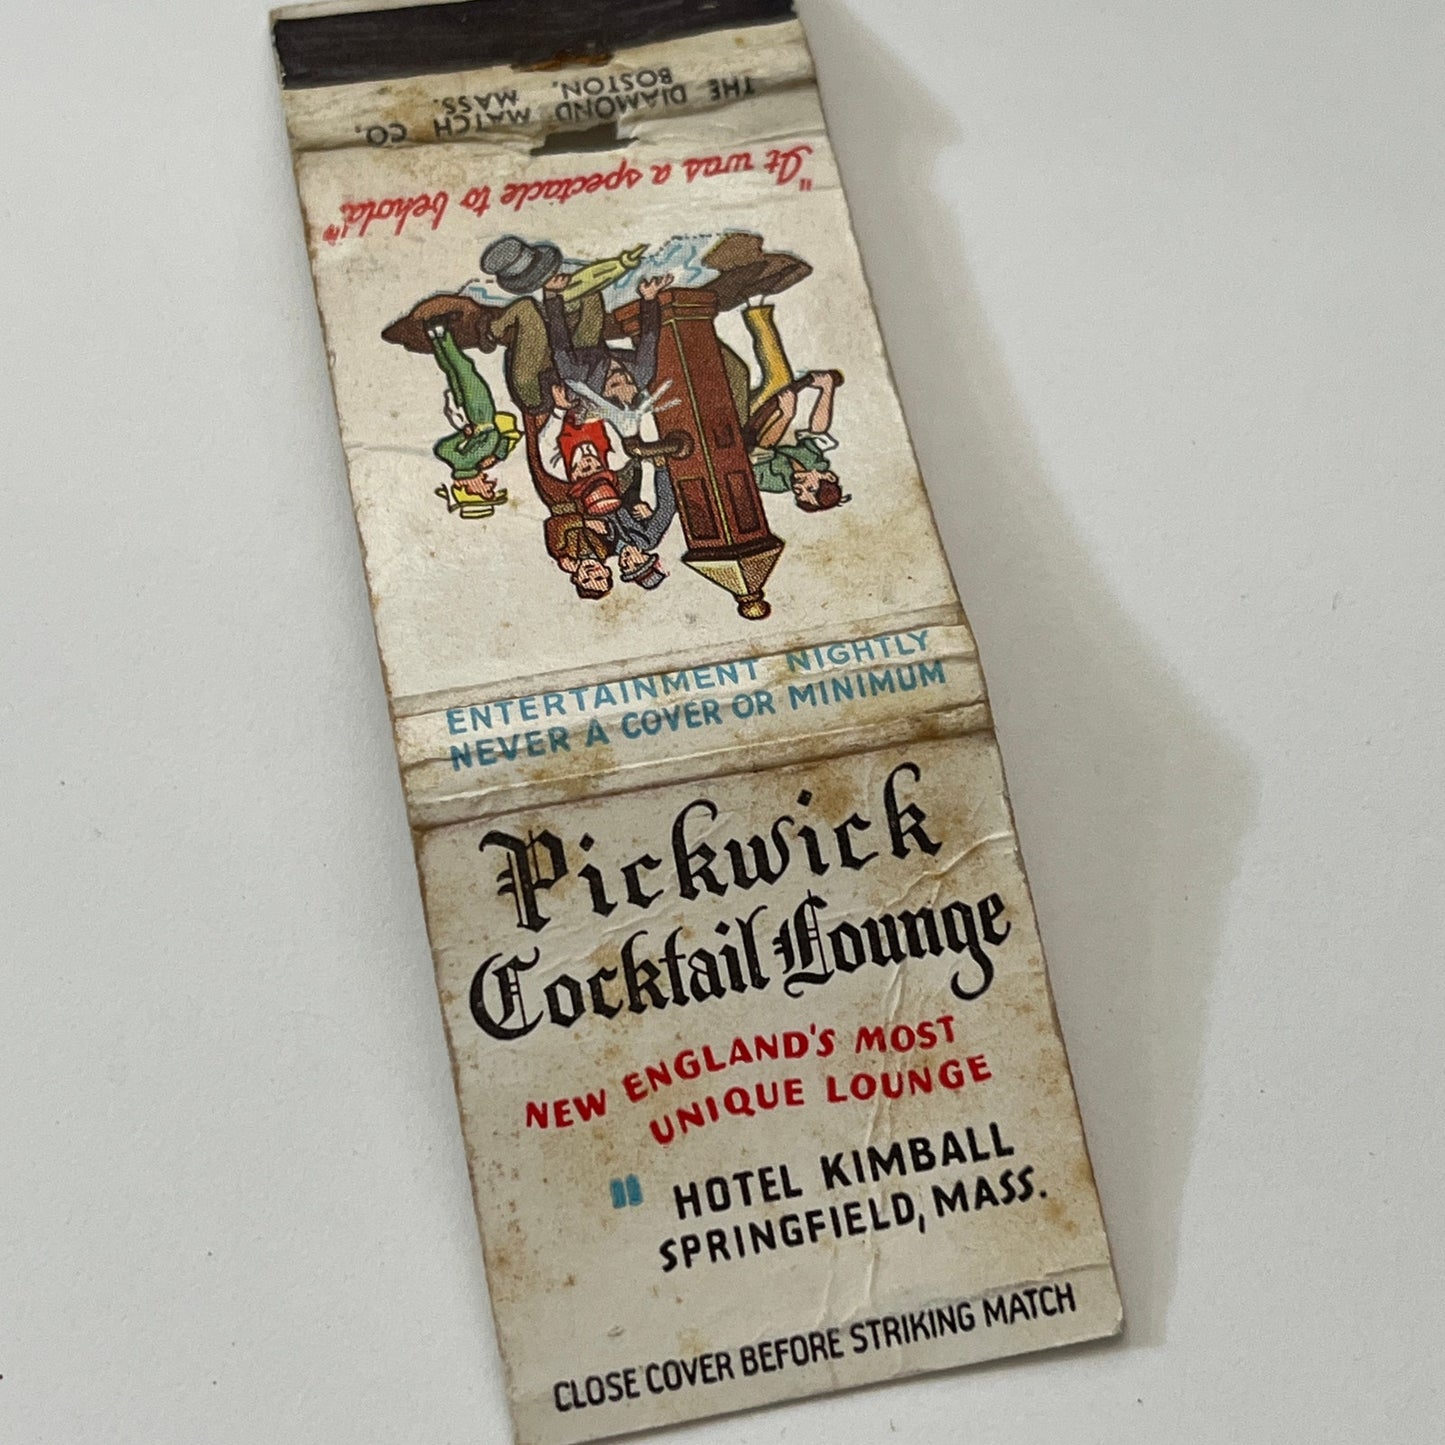 THE DIAMOND MATCH CO.
BOSTON, MASS.
"It was a spectacle to behold"
ENTERTAINMENT NIGHTLY
NEVER A COVER OR MINIMUM
Pickwick
Cocktail Lounge
NEW ENGLAND'S MOST
UNIQUE LOUNGE
" HOTEL KIMBALL
SPRINGFIELD, MASS.
CLOSE COVER BEFORE STRIKING MATCH